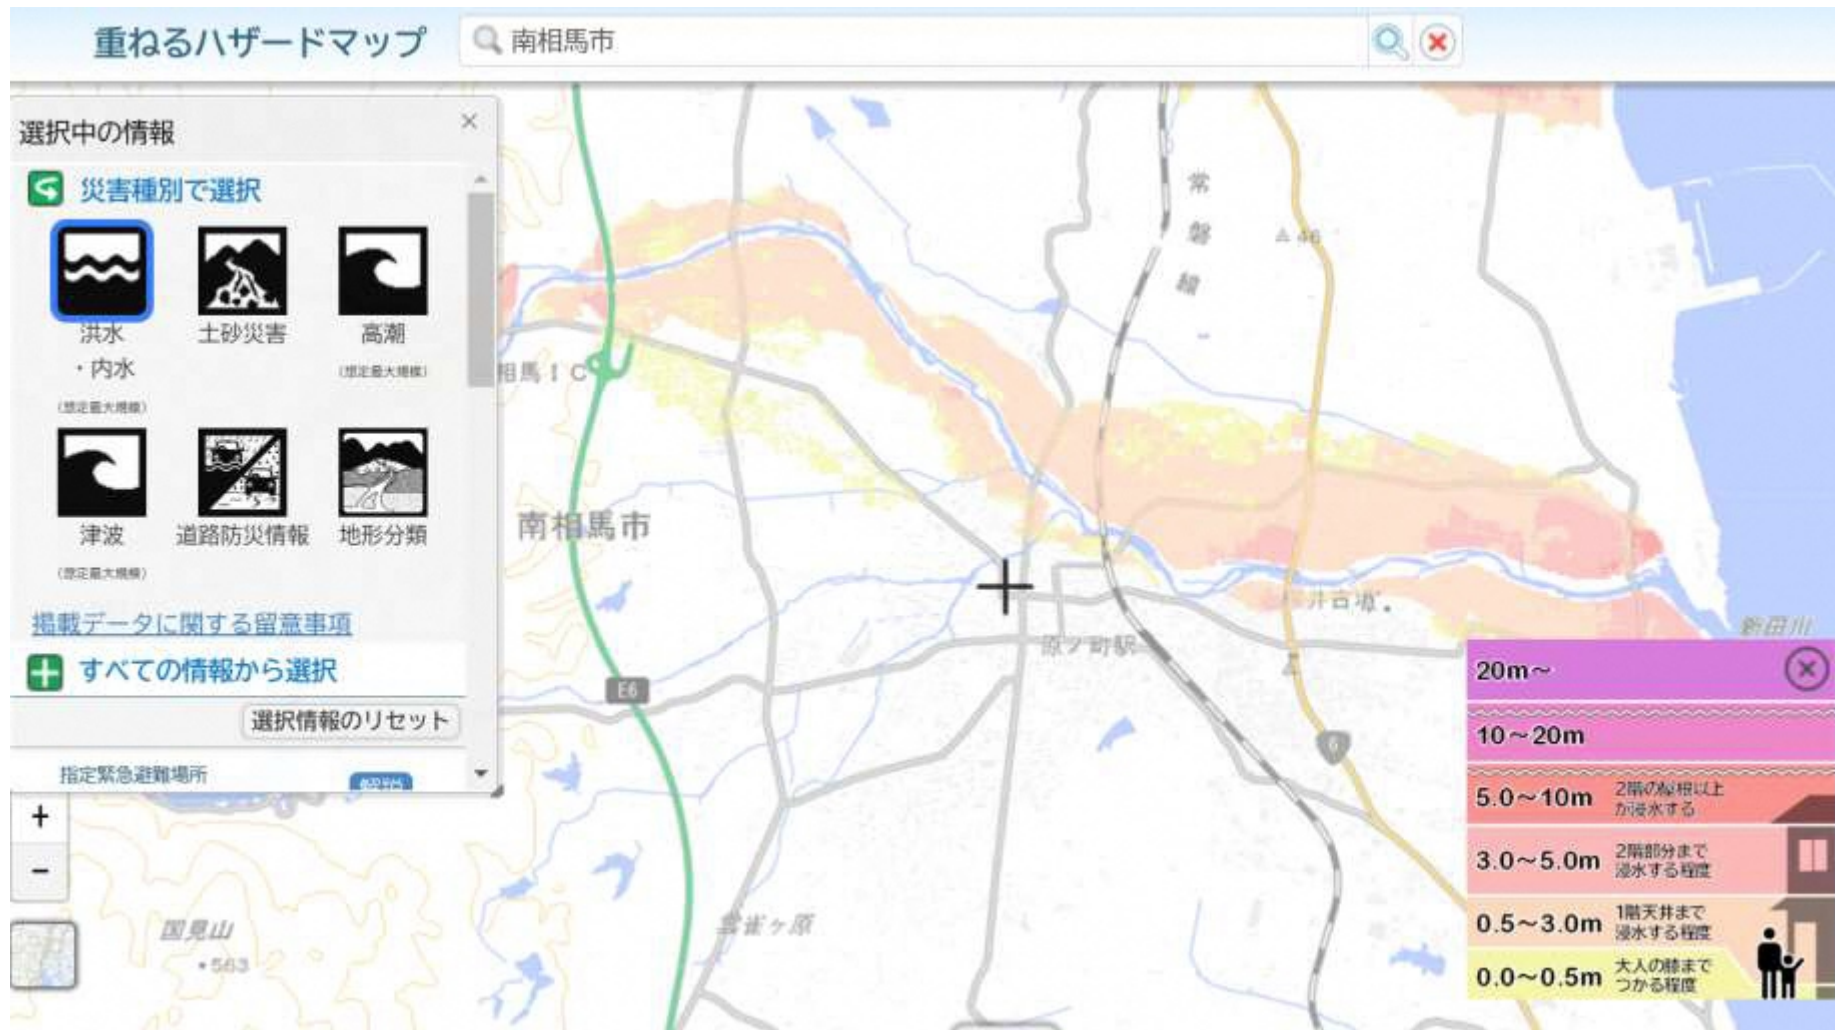 重ねるハザードマップ
南相馬市
選択中の情報
災害種別で選択
洪水
・内水
(想定最大規模)
土砂災害
高潮
(想定最大規模)
津波
(想定最大規模)
道路防災情報
地形分類
掲載データに関する留意事項
すべての情報から選択
選択情報のリセット
指定緊急避難場所
+
−
国見山
・563
相馬IC
南相馬市
E6
常磐線
46
原ノ町駅
6
雲雀ヶ原
新田川
20m～
10～20m
5.0～10m
2階の屋根以上
が浸水する
3.0～5.0m
2階部分まで
浸水する程度
0.5～3.0m
1階天井まで
浸水する程度
0.0～0.5m
大人の膝まで
つかる程度